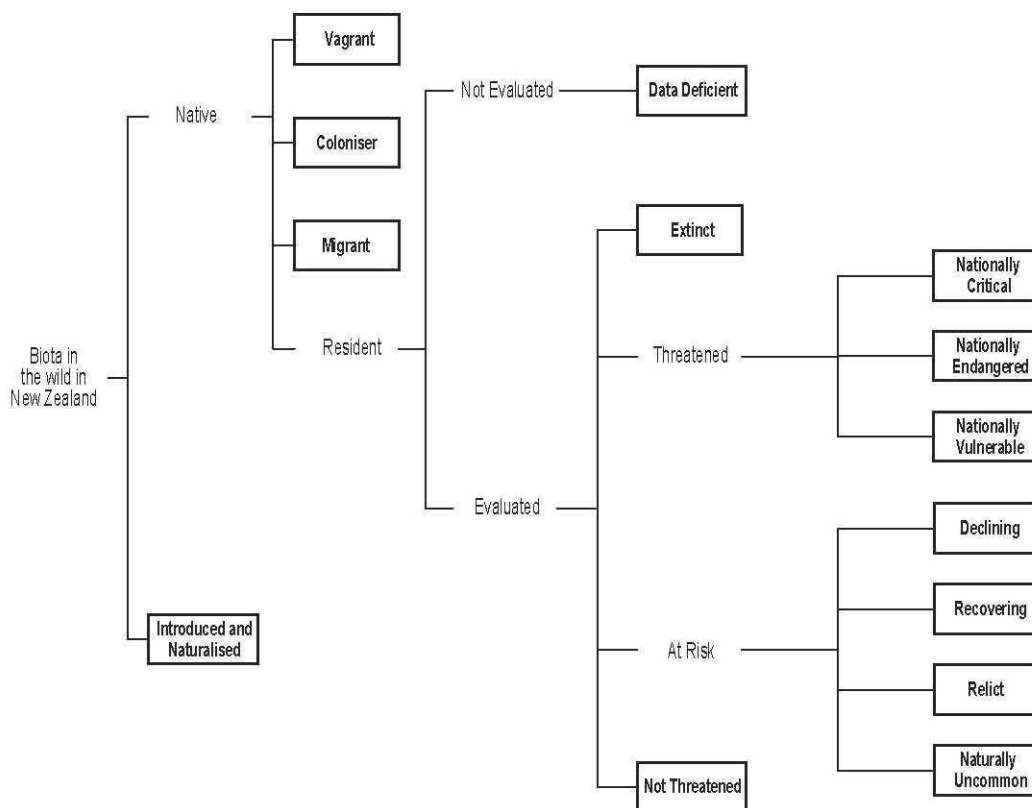 Vagrant
Not Evaluated
Data Deficient
Native
Coloniser
Extinct
Migrant
Nationally
Critical
Resident
Threatened
Nationally
Endangered
Biota in
the wild in
New Zealand
Nationally
Vulnerable
Evaluated
Declining
Recovering
Introduced and
Naturalised
At Risk
Relict
Not Threatened
Naturally
Uncommon